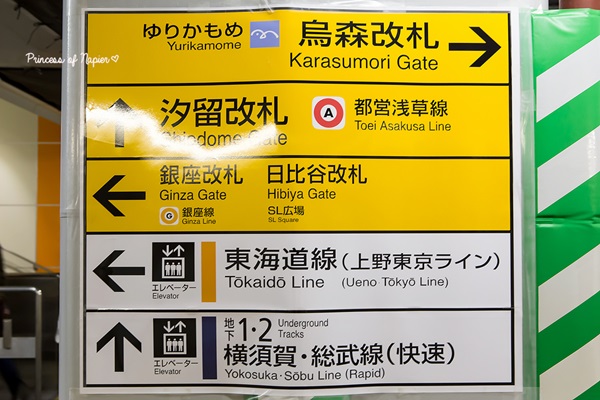 Princess of Napier♡
ゆりかもめ
Yurikamome
烏森改札
Karasumori Gate
汐留改札
Shiodome Gate
A
都営浅草線
Toei Asakusa Line
銀座改札
Ginza Gate
G
銀座線
Ginza Line
日比谷改札
Hibiya Gate
SL広場
SL Square
エレベーター
Elevator
東海道線(上野東京ライン)
Tōkaidō Line (Ueno Tōkyō Line)
エレベーター
Elevator
地下1・2 Underground Tracks
横須賀・総武線(快速)
Yokosuka・Sōbu Line (Rapid)